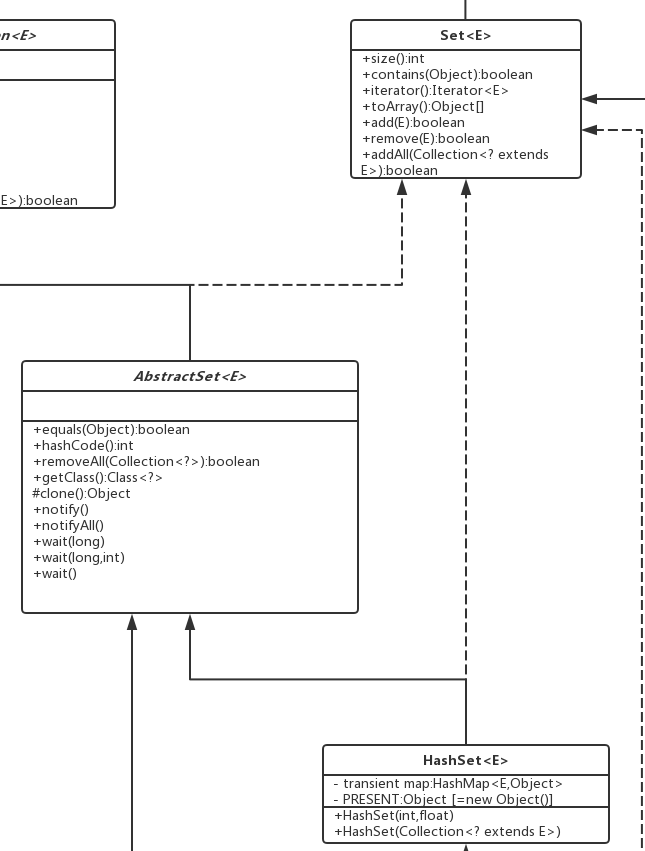 n<E>
E>):boolean
Set<E>
+size():int
+contains(Object):boolean
+iterator():Iterator<E>
+toArray():Object[]
+add(E):boolean
+remove(E):boolean
+addAll(Collection<? extends
E>):boolean
AbstractSet<E>
+equals(Object):boolean
+hashCode():int
+removeAll(Collection<?>):boolean
+getClass():Class<?>
#clone():Object
+notify()
+notifyAll()
+wait(long)
+wait(long,int)
+wait()
HashSet<E>
- transient map:HashMap<E,Object>
- PRESENT:Object [=new Object()]
+HashSet(int,float)
+HashSet(Collection<? extends E>)